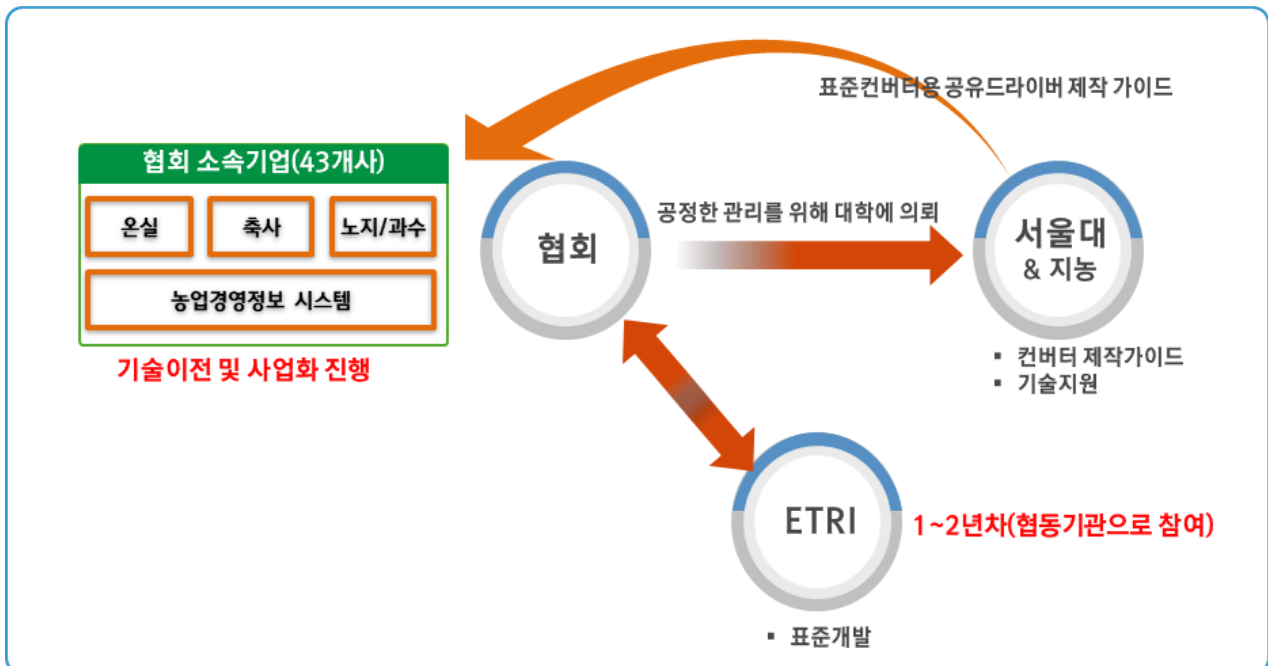 표준컨버터용 공유드라이버 제작 가이드
협회 소속기업(43개사)
온실
축사
노지/과수
농업경영정보 시스템
기술이전 및 사업화 진행
협회
공정한 관리를 위해 대학에 의뢰
서울대
& 지농
▪ 컨버터 제작가이드
▪ 기술지원
ETRI
1~2년차(협동기관으로 참여)
▪ 표준개발